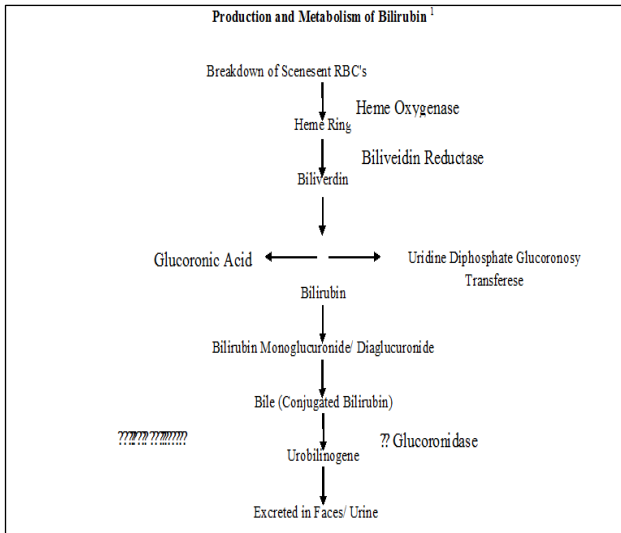 Production and Metabolism of Bilirubin 1
Breakdown of Scenesent RBC's
Heme Oxygenase
Heme Ring
Biliveidin Reductase
Biliverdin
Glucoronic Acid
Uridine Diphosphate Glucoronosy
Transferese
Bilirubin
Bilirubin Monoglucuronide/ Diaglucuronide
Bile (Conjugated Bilirubin)
?? Glucoronidase
Urobilinogene
Excreted in Faces/ Urine